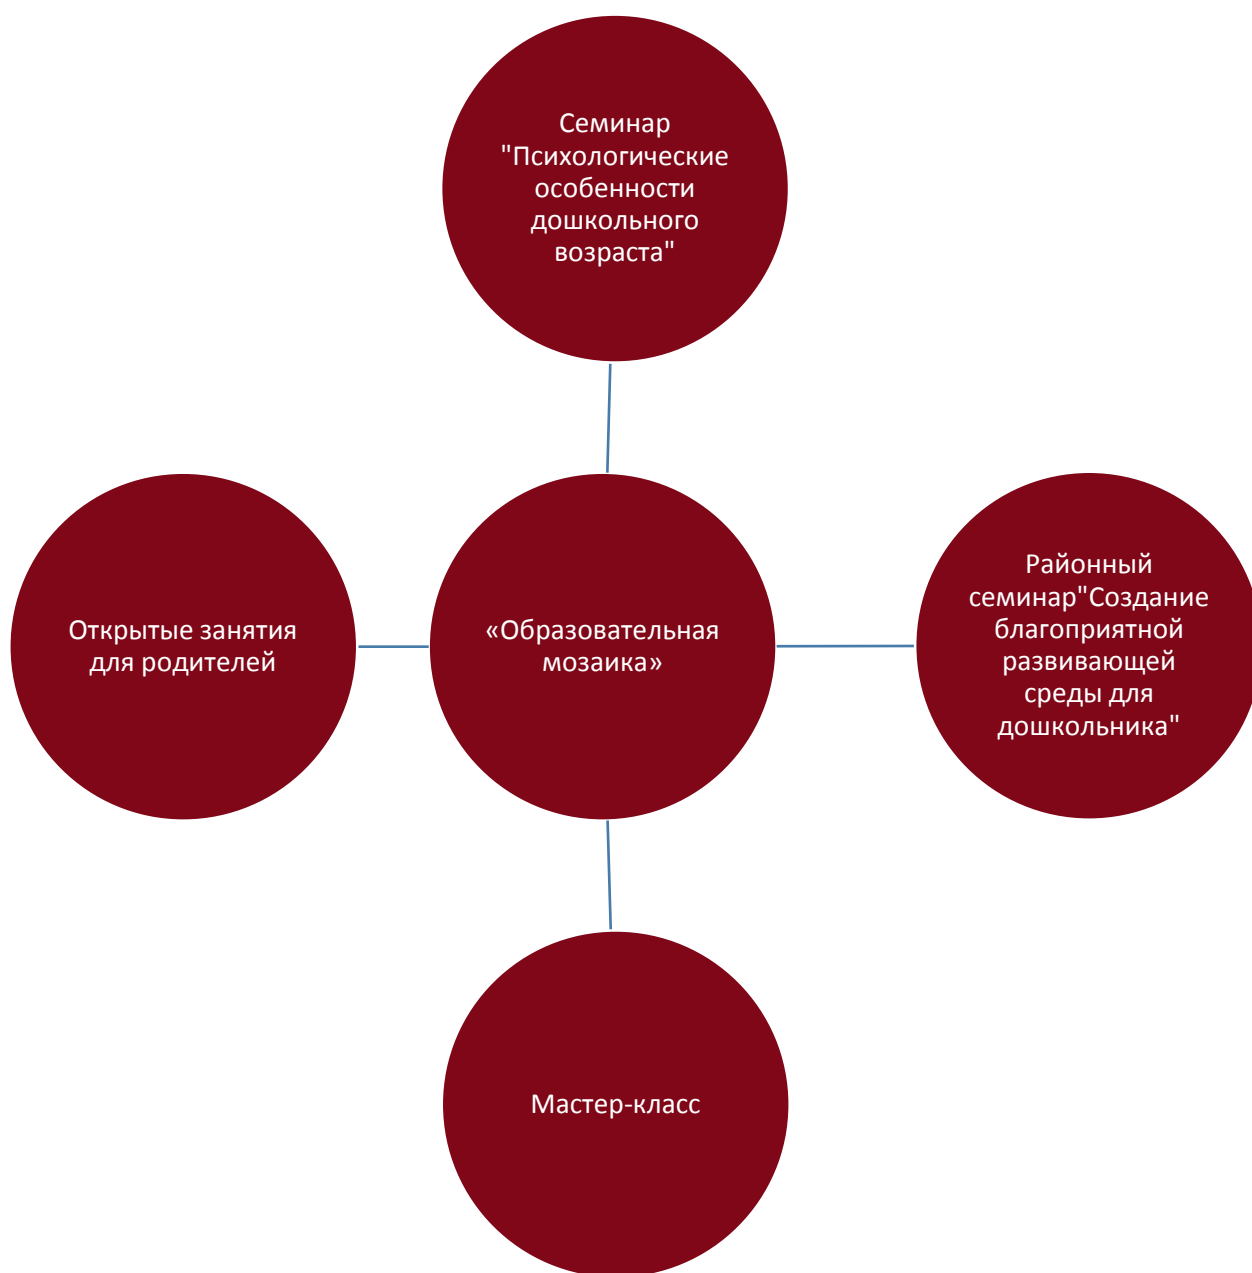 Семинар
"Психологические
особенности
дошкольного
возраста"
Открытые занятия
для родителей
«Образовательная
мозаика»
Районный
семинар"Создание
благоприятной
развивающей
среды для
дошкольника"
Мастер-класс